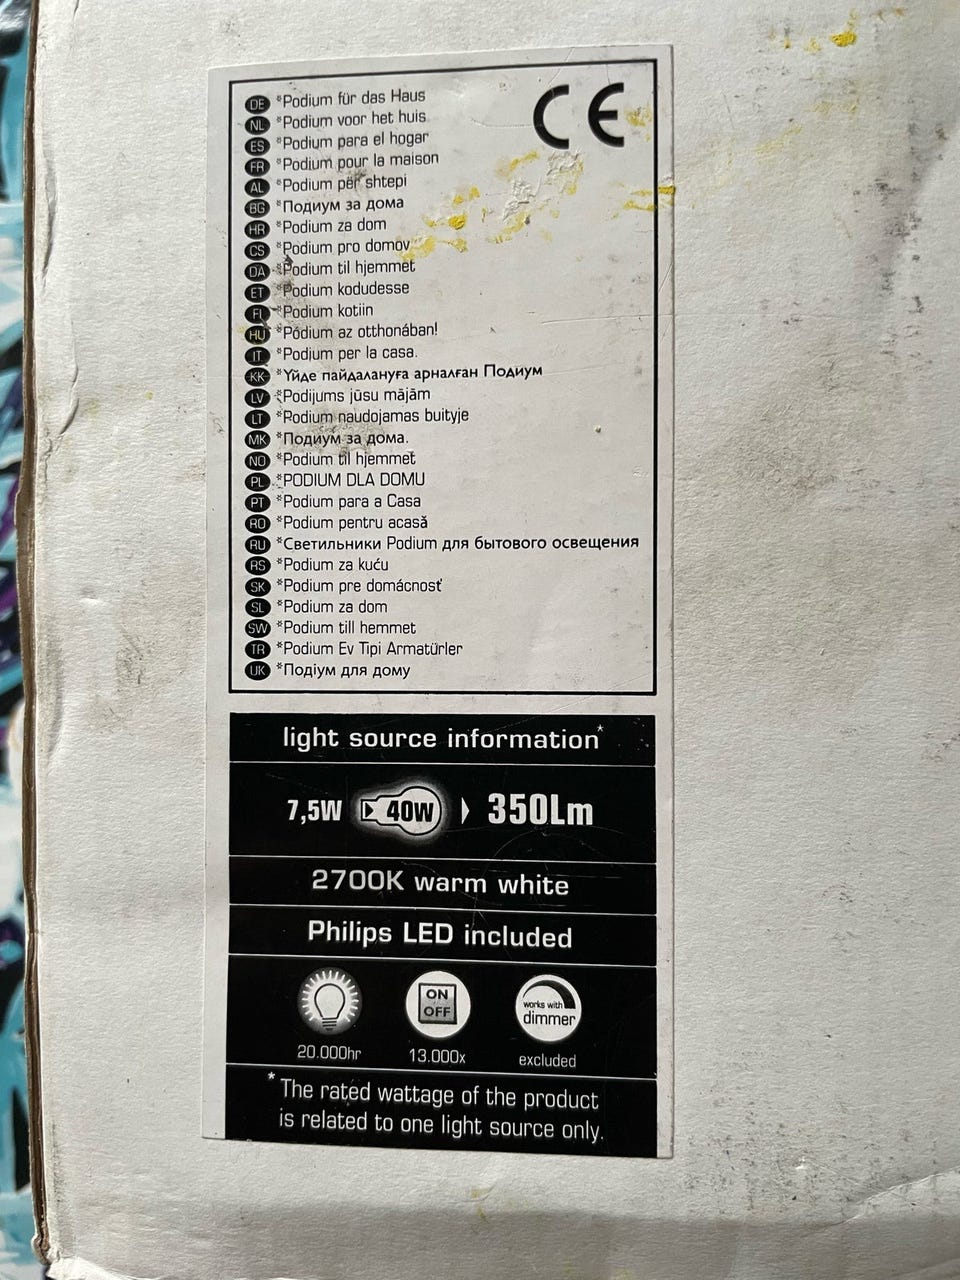 CE
DE *Podium für das Haus
NL *Podium voor het huis
ES *Podium para el hogar
FR *Podium pour la maison
AL *Podium për shtepi
BG *Подиум за дома
HR *Podium za dom
CS *Podium pro domov
DA *Podium til hjemmet
ET *Podium kodudesse
FI *Podium kotiin
HU *Pódium az otthonában!
IT *Podium per la casa.
KK *Үйде пайдалануға арналған Подиум
LV *Podijums jūsu mājām
LT *Podium naudojamas buityje
MK *Подиум за дома.
NO *Podium til hjemmet
PL *PODIUM DLA DOMU
PT *Podium para a Casa
RO *Podium pentru acasă
RU *Светильники Podium для бытового освещения
RS *Podium za kuću
SK *Podium pre domácnosť
SL *Podium za dom
SW *Podium till hemmet
TR *Podium Ev Tipi Armatürler
UK *Подіум для дому
light source information*
7,5W 40W 350Lm
2700K warm white
Philips LED included
ON
OFF
works with
dimmer
20.000hr 13.000x excluded
* The rated wattage of the product
is related to one light source only.